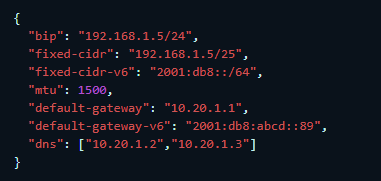 {
"bip": "192.168.1.5/24",
"fixed-cidr": "192.168.1.5/25",
"fixed-cidr-v6": "2001:db8::/64",
"mtu": 1500,
"default-gateway": "10.20.1.1",
"default-gateway-v6": "2001:db8:abcd::89",
"dns": ["10.20.1.2","10.20.1.3"]
}